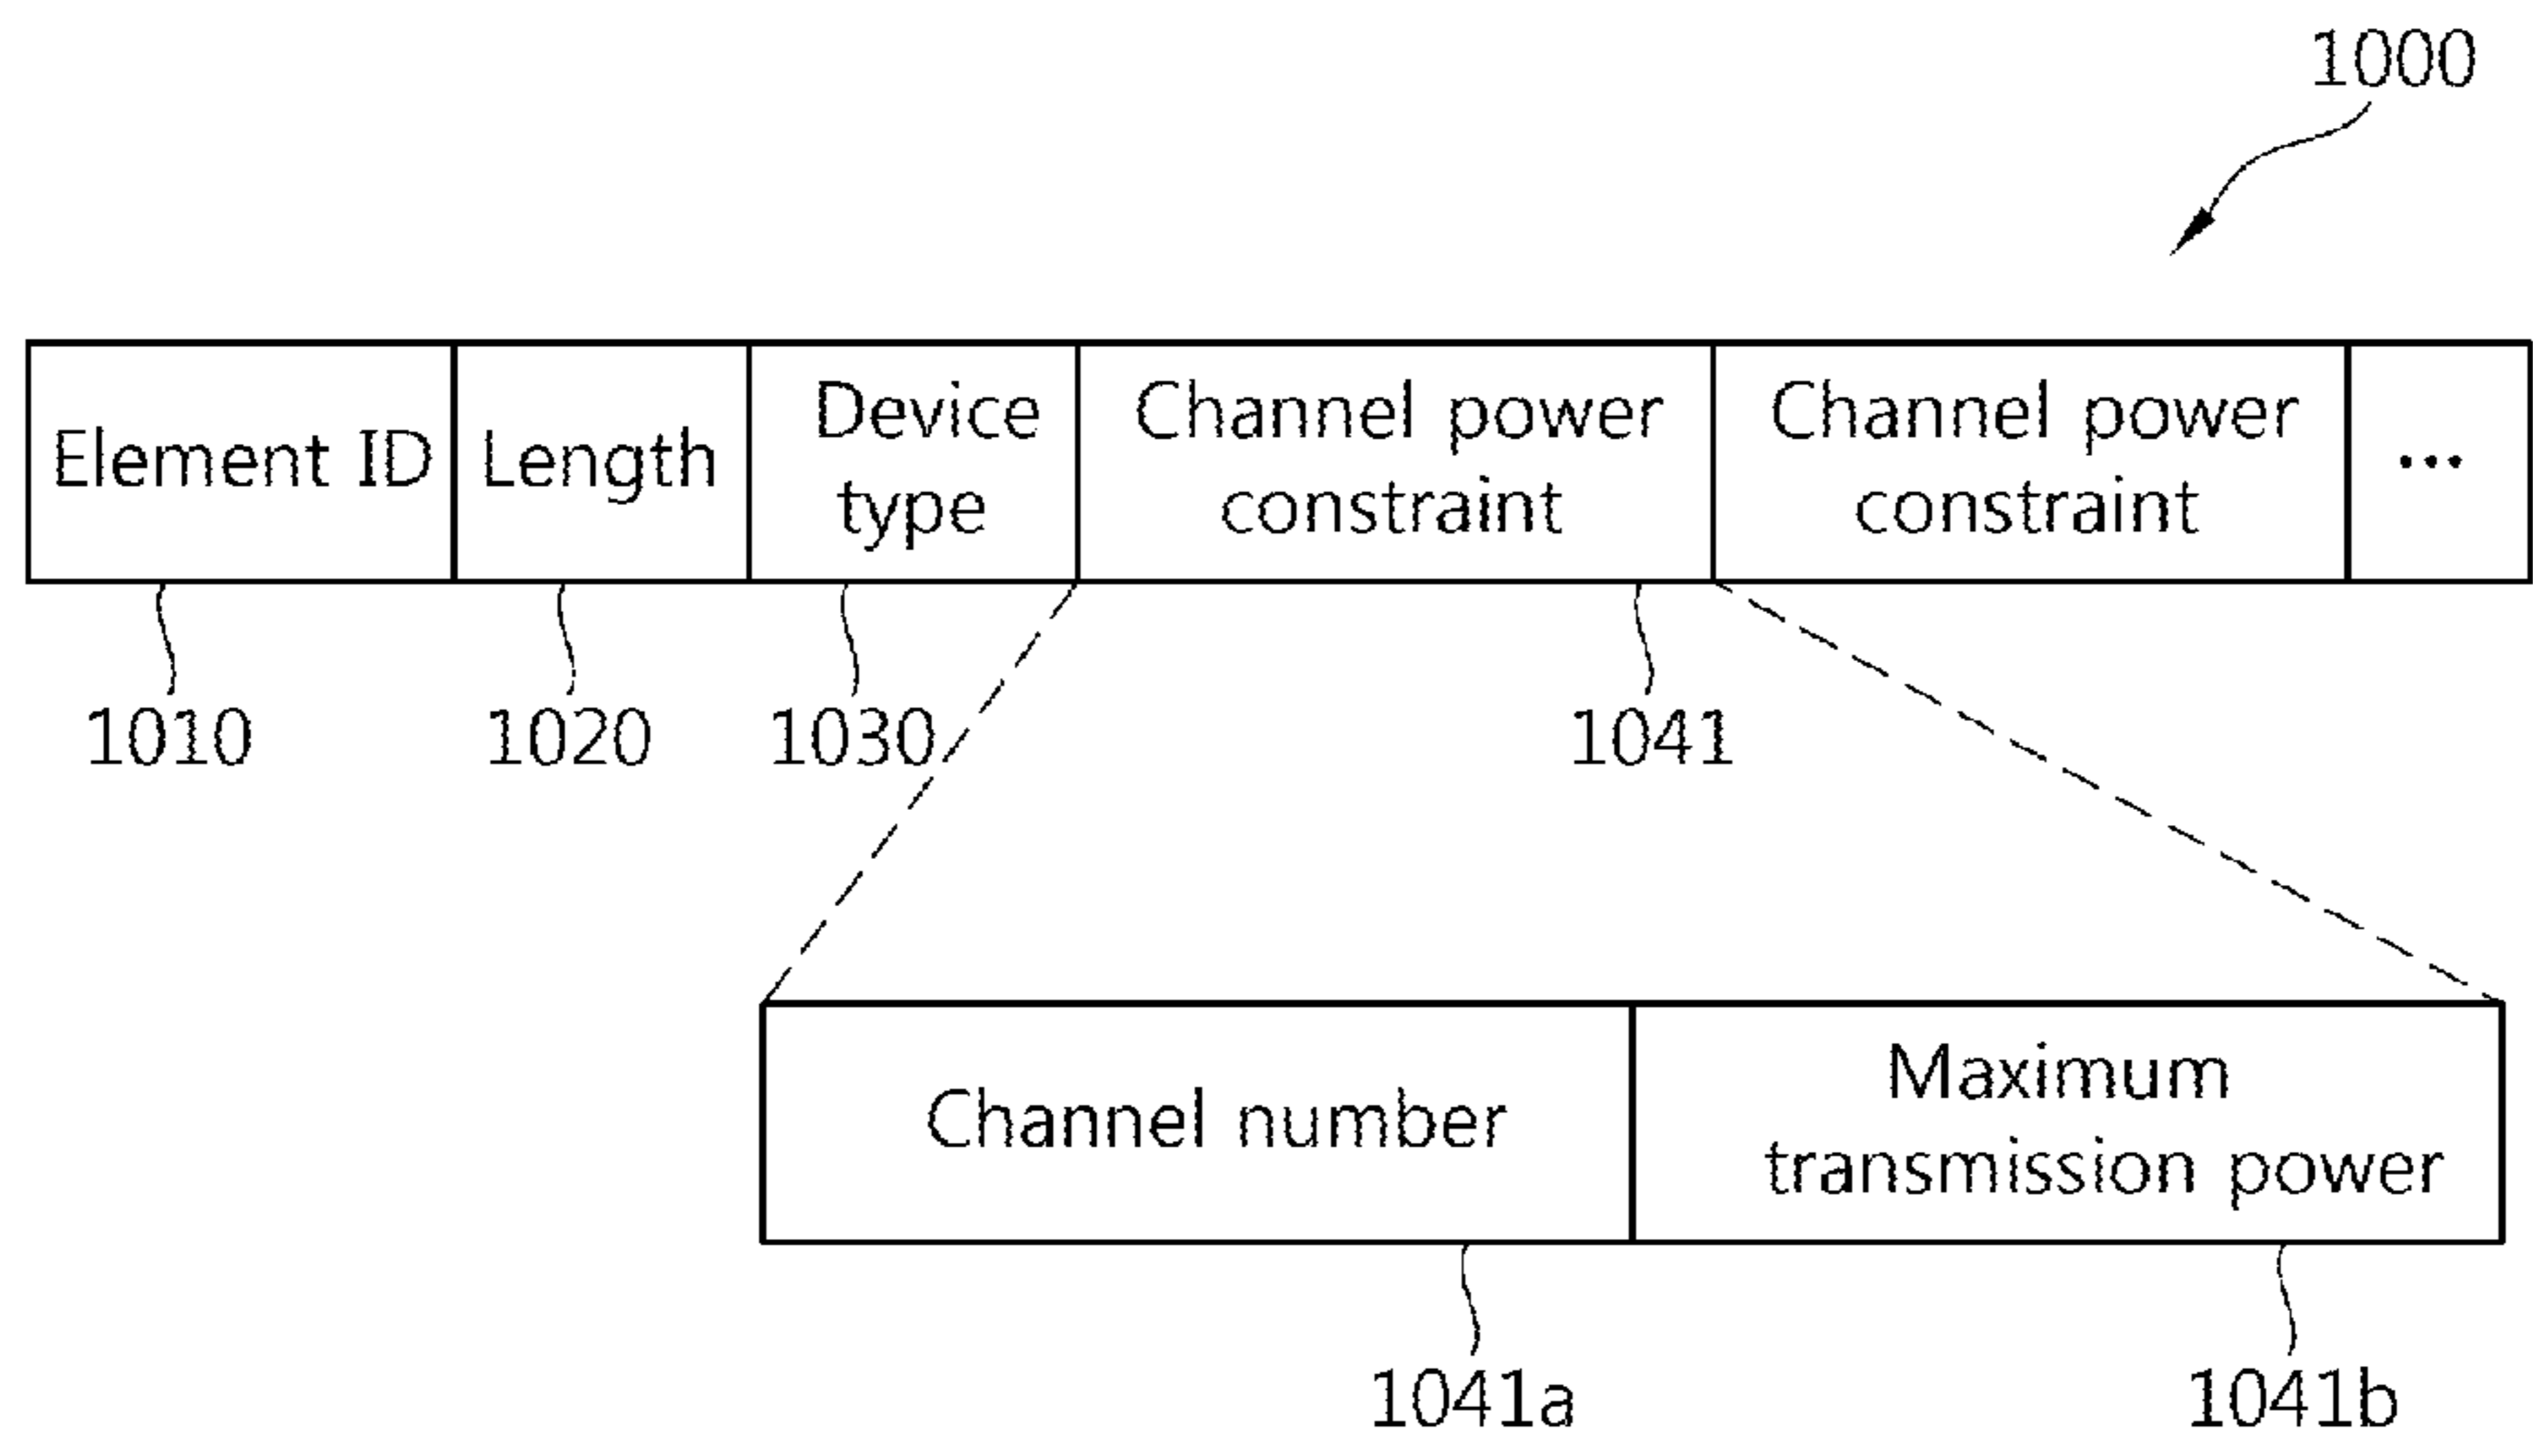 1000
Element ID
Length
Device
type
Channel power
constraint
Channel power
constraint
...
1010
1020
1030
1041
Channel number
Maximum
transmission power
1041a
1041b